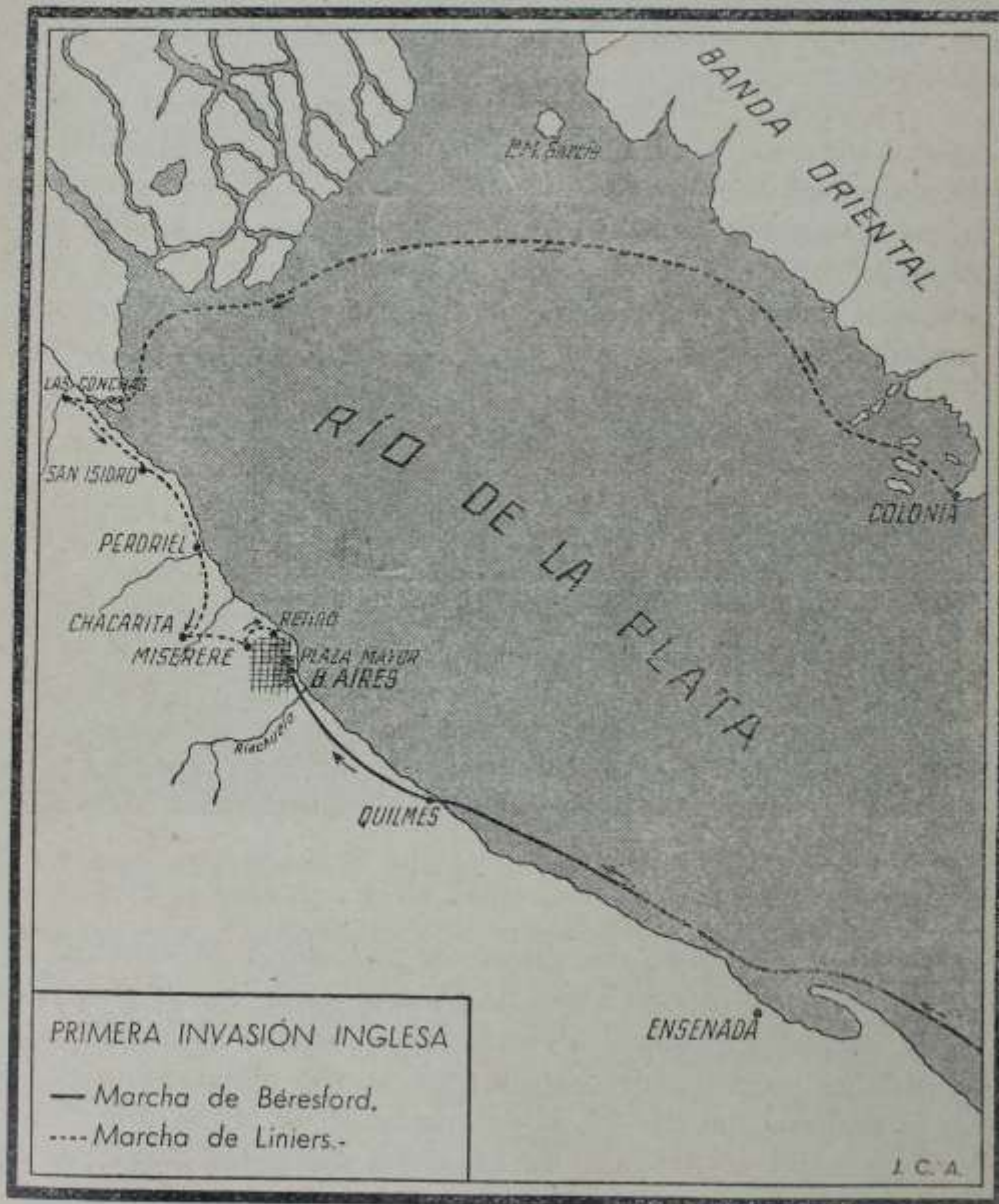 BANDA ORIENTAL
I. M. García
LAS CONCHAS
SAN ISIDRO
RÍO DE LA PLATA
COLONIA
PERDRIEL
CHACARITA
RETIRO
MISERERE
PLAZA MAYOR
B. AIRES
Riachuelo
QUILMES
ENSENADA
PRIMERA INVASIÓN INGLESA
Marcha de Béresford.
Marcha de Liniers.-
J. C. A.